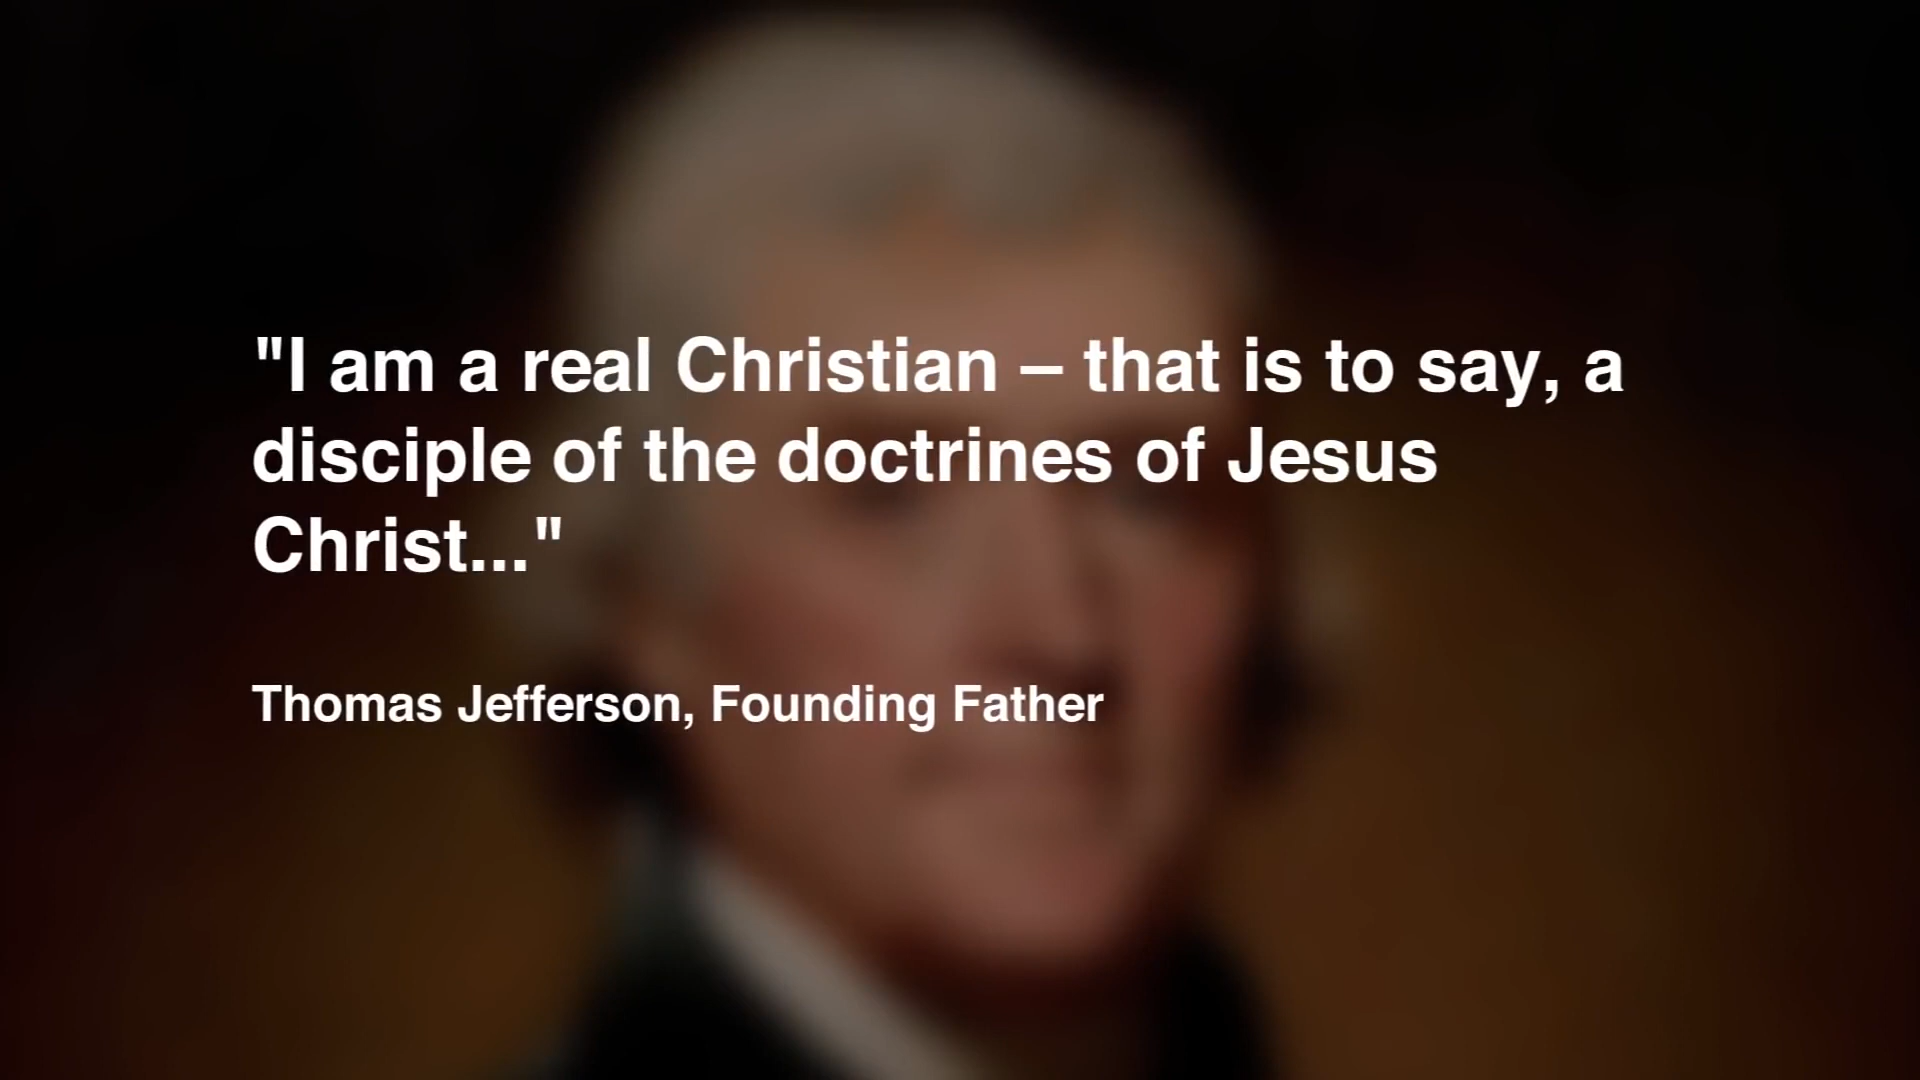 "I am a real Christian – that is to say, a
disciple of the doctrines of Jesus
Christ..."
Thomas Jefferson, Founding Father